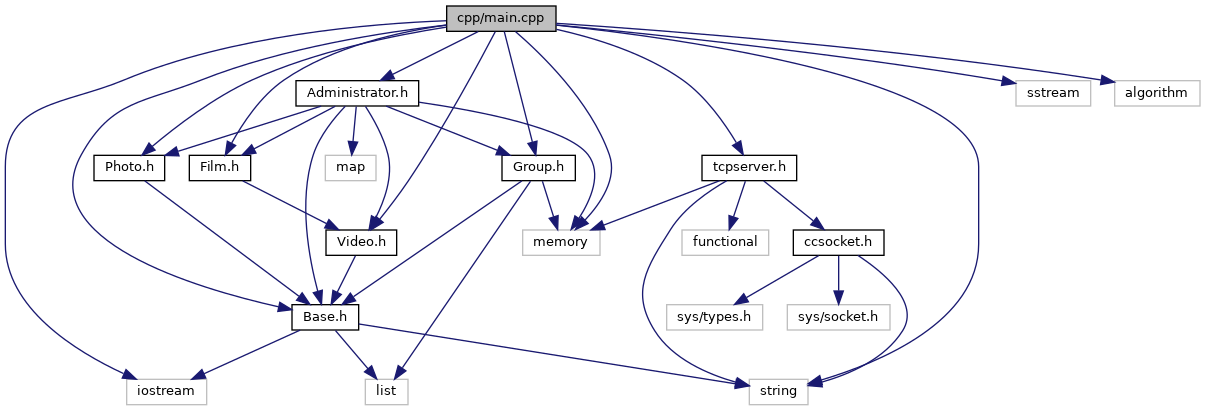 cpp/main.cpp
Administrator.h
sstream
algorithm
Photo.h
Film.h
map
Group.h
tcpserver.h
Video.h
memory
functional
ccsocket.h
Base.h
sys/types.h
sys/socket.h
iostream
list
string